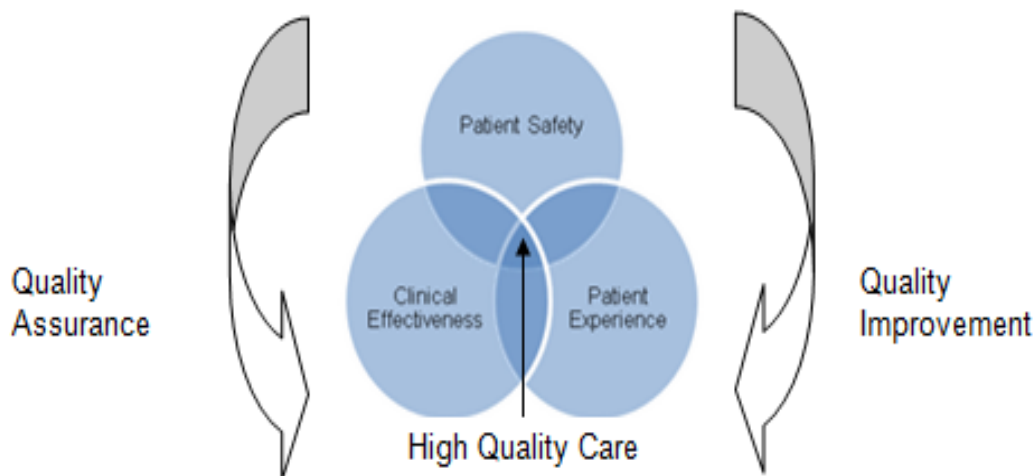 Patient Safety
Quality
Assurance
Clinical
Effectiveness
Patient
Experience
Quality
Improvement
High Quality Care